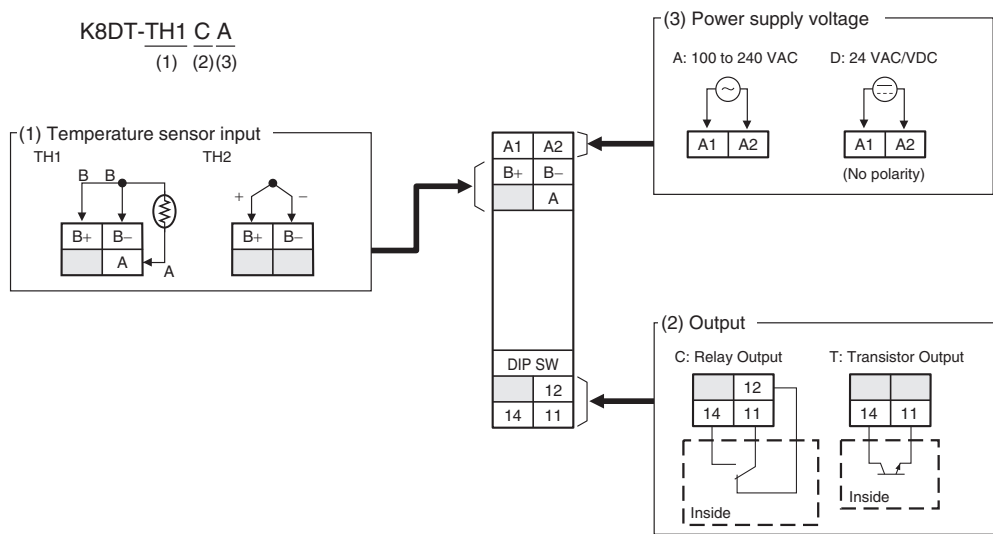 K8DT-TH1 C A
(1) (2)(3)
(1) Temperature sensor input
TH1
TH2
B B
+ −
B+ B−
A
A
B+ B−
A1 A2
B+ B−
A
DIP SW
12
14 11
(3) Power supply voltage
A: 100 to 240 VAC
D: 24 VAC/VDC
A1 A2
A1 A2
(No polarity)
(2) Output
C: Relay Output
T: Transistor Output
12
14 11
14 11
Inside
Inside